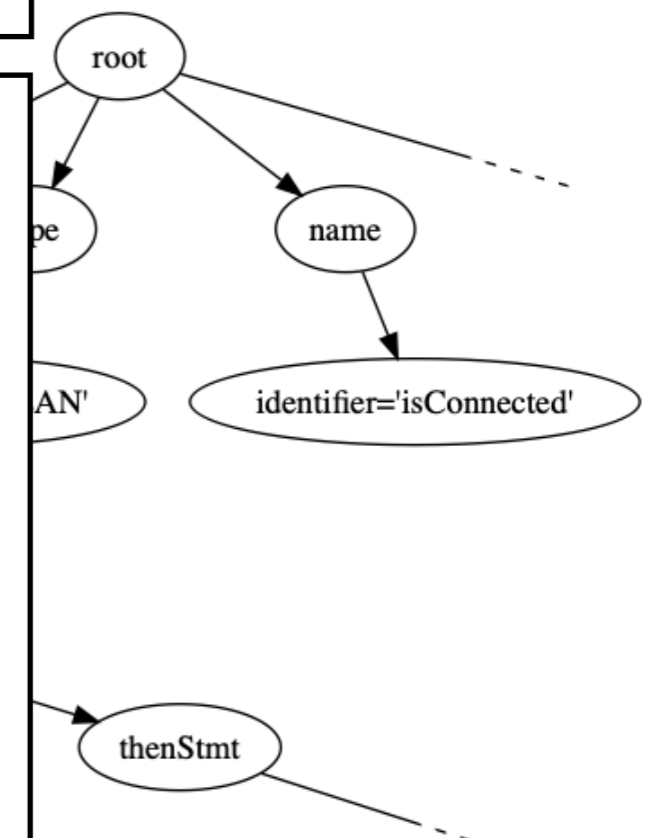 root
pe
name
AN'
identifier='isConnected'
thenStmt